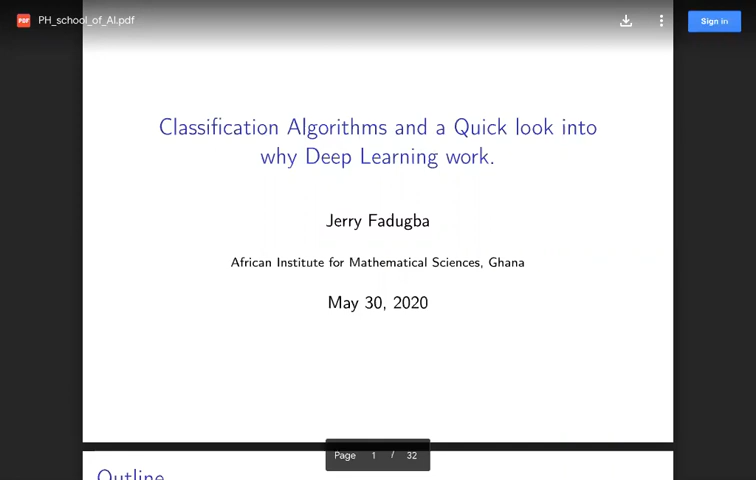 PDF
PH_school_of_AI.pdf
Sign in
Classification Algorithms and a Quick look into
why Deep Learning work.
Jerry Fadugba
African Institute for Mathematical Sciences, Ghana
May 30, 2020
Page 1 / 32
Outline